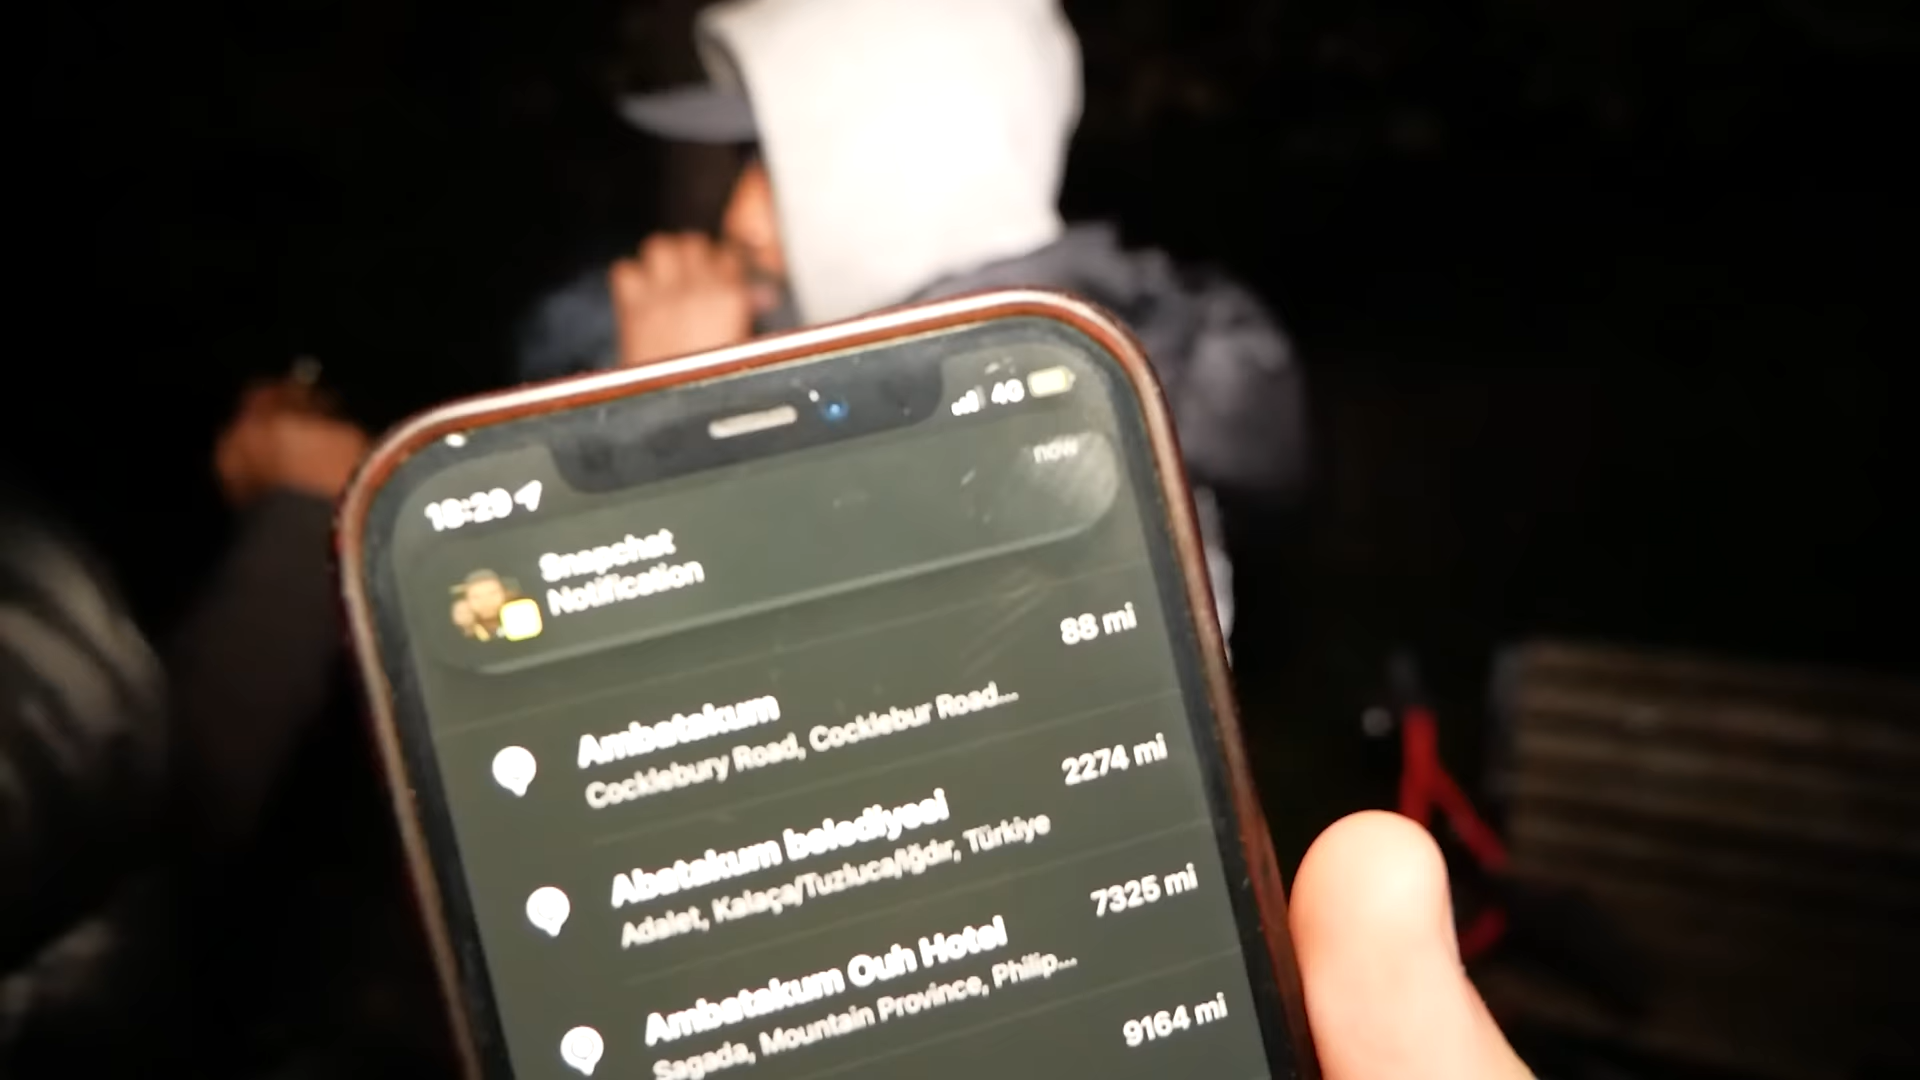 4G
now
18:29
Snapchat
Notification
88 mi
Ambatakum
Cocklebury Road, Cocklebur Road...
2274 mi
Abatakum belediyesi
Adalet, Kalaça/Tuzluca/Iğdır, Türkiye
7325 mi
Ambatakum Ouh Hotel
Sagada, Mountain Province, Philip...
9164 mi